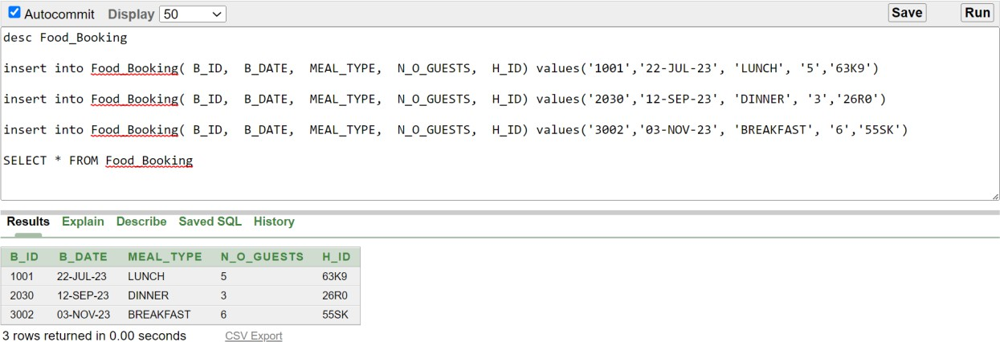 Autocommit Display 50 Save Run
desc Food_Booking
insert into Food_Booking( B_ID, B_DATE, MEAL_TYPE, N_O_GUESTS, H_ID) values('1001','22-JUL-23', 'LUNCH', '5','63K9')
insert into Food_Booking( B_ID, B_DATE, MEAL_TYPE, N_O_GUESTS, H_ID) values('2030','12-SEP-23', 'DINNER', '3','26R0')
insert into Food_Booking( B_ID, B_DATE, MEAL_TYPE, N_O_GUESTS, H_ID) values('3002','03-NOV-23', 'BREAKFAST', '6','55SK')
SELECT * FROM Food_Booking
Results Explain Describe Saved SQL History
B_ID B_DATE MEAL_TYPE N_O_GUESTS H_ID
1001 22-JUL-23 LUNCH 5 63K9
2030 12-SEP-23 DINNER 3 26R0
3002 03-NOV-23 BREAKFAST 6 55SK
3 rows returned in 0.00 seconds CSV Export